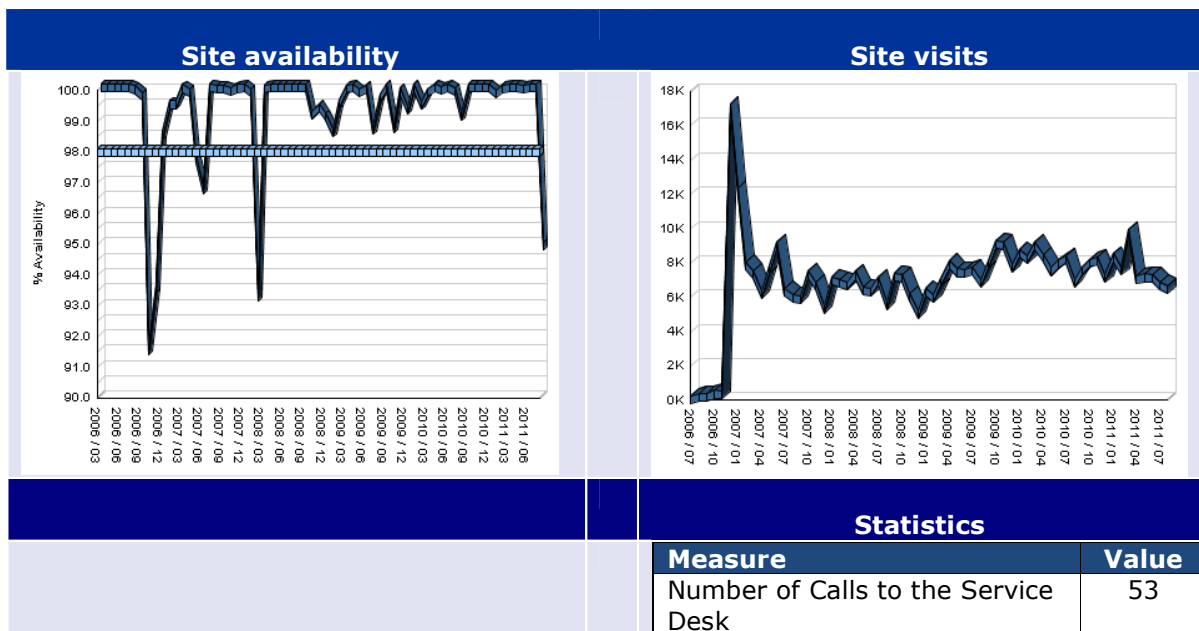 Site availability
Site visits
100.0
99.0
98.0
97.0
96.0
95.0
94.0
93.0
92.0
91.0
90.0
% Availability
2006 / 03
2006 / 06
2006 / 09
2006 / 12
2007 / 03
2007 / 06
2007 / 09
2007 / 12
2008 / 03
2008 / 06
2008 / 09
2008 / 12
2009 / 03
2009 / 06
2009 / 09
2009 / 12
2010 / 03
2010 / 06
2010 / 09
2010 / 12
2011 / 03
2011 / 06
18K
16K
14K
12K
10K
8K
6K
4K
2K
0K
2006 / 07
2006 / 10
2007 / 01
2007 / 04
2007 / 07
2007 / 10
2008 / 01
2008 / 04
2008 / 07
2008 / 10
2009 / 01
2009 / 04
2009 / 07
2009 / 10
2010 / 01
2010 / 04
2010 / 07
2010 / 10
2011 / 01
2011 / 04
2011 / 07
Statistics
Measure Value
Number of Calls to the Service 53
Desk